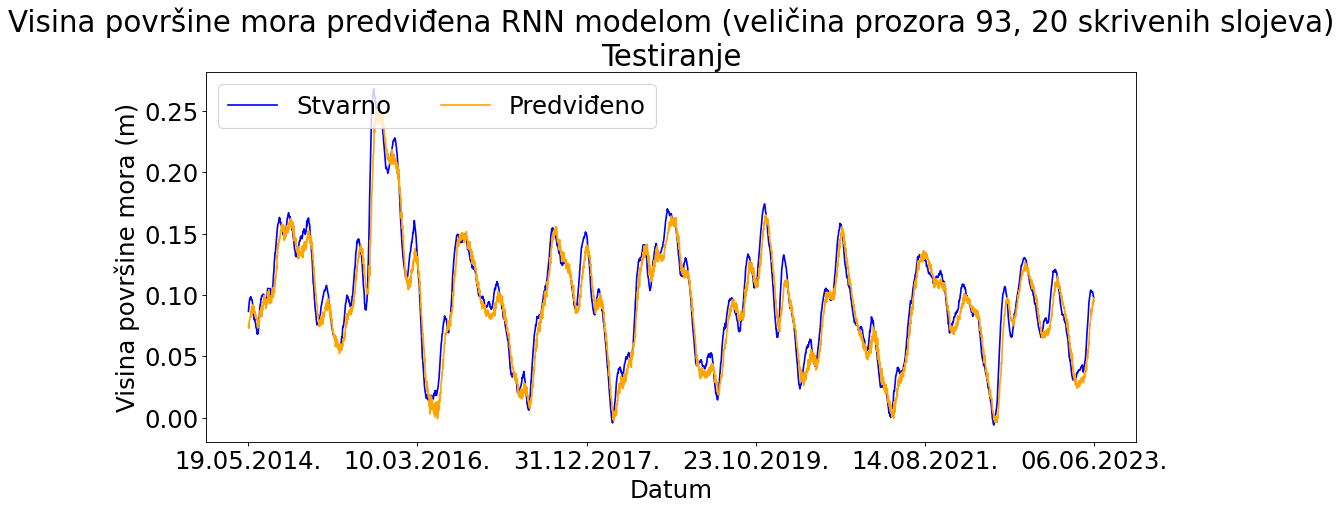 Visina površine mora predviđena RNN modelom (veličina prozora 93, 20 skrivenih slojeva)
Testiranje
Stvarno
Predviđeno
Visina površine mora (m)
0.25
0.20
0.15
0.10
0.05
0.00
19.05.2014.
10.03.2016.
31.12.2017.
23.10.2019.
14.08.2021.
06.06.2023.
Datum